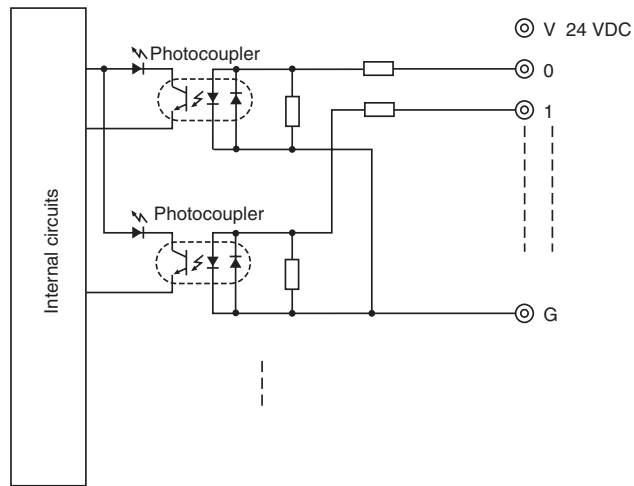 V 24 VDC
Photocoupler
0
1
Photocoupler
Internal circuits
G